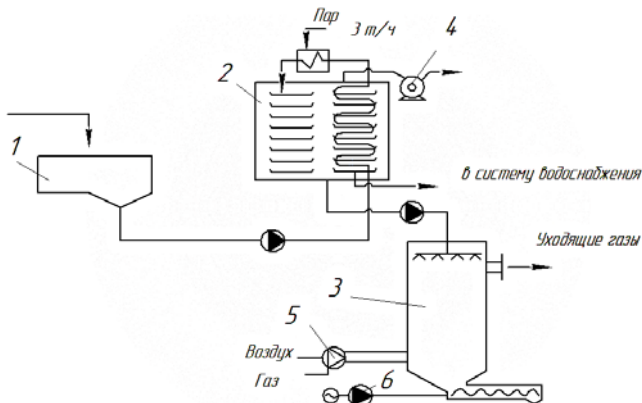 Пар
3 т/ч
4
2
1
в систему водоснабжения
Уходящие газы
3
5
Воздух
Газ
6